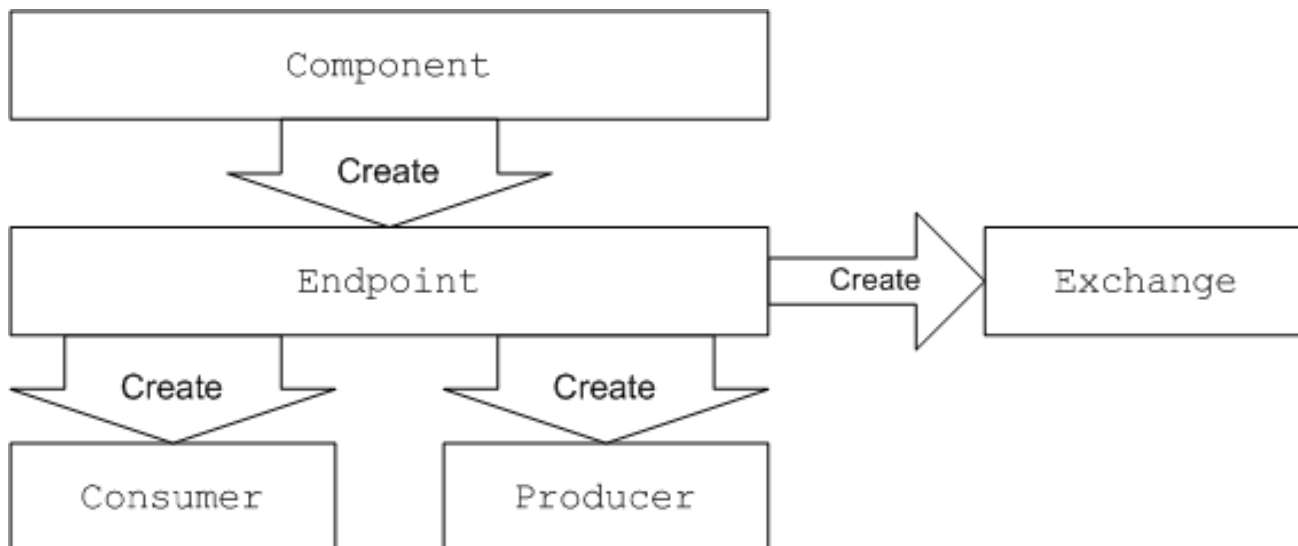 Component
Create
Endpoint
Create
Exchange
Create
Create
Consumer
Producer